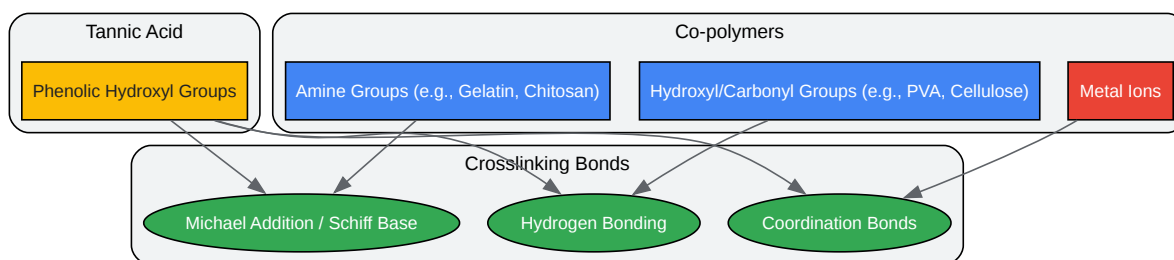 Tannic Acid
Co-polymers
Phenolic Hydroxyl Groups
Amine Groups (e.g., Gelatin, Chitosan)
Hydroxyl/Carbonyl Groups (e.g., PVA, Cellulose)
Metal Ions
Crosslinking Bonds
Michael Addition / Schiff Base
Hydrogen Bonding
Coordination Bonds